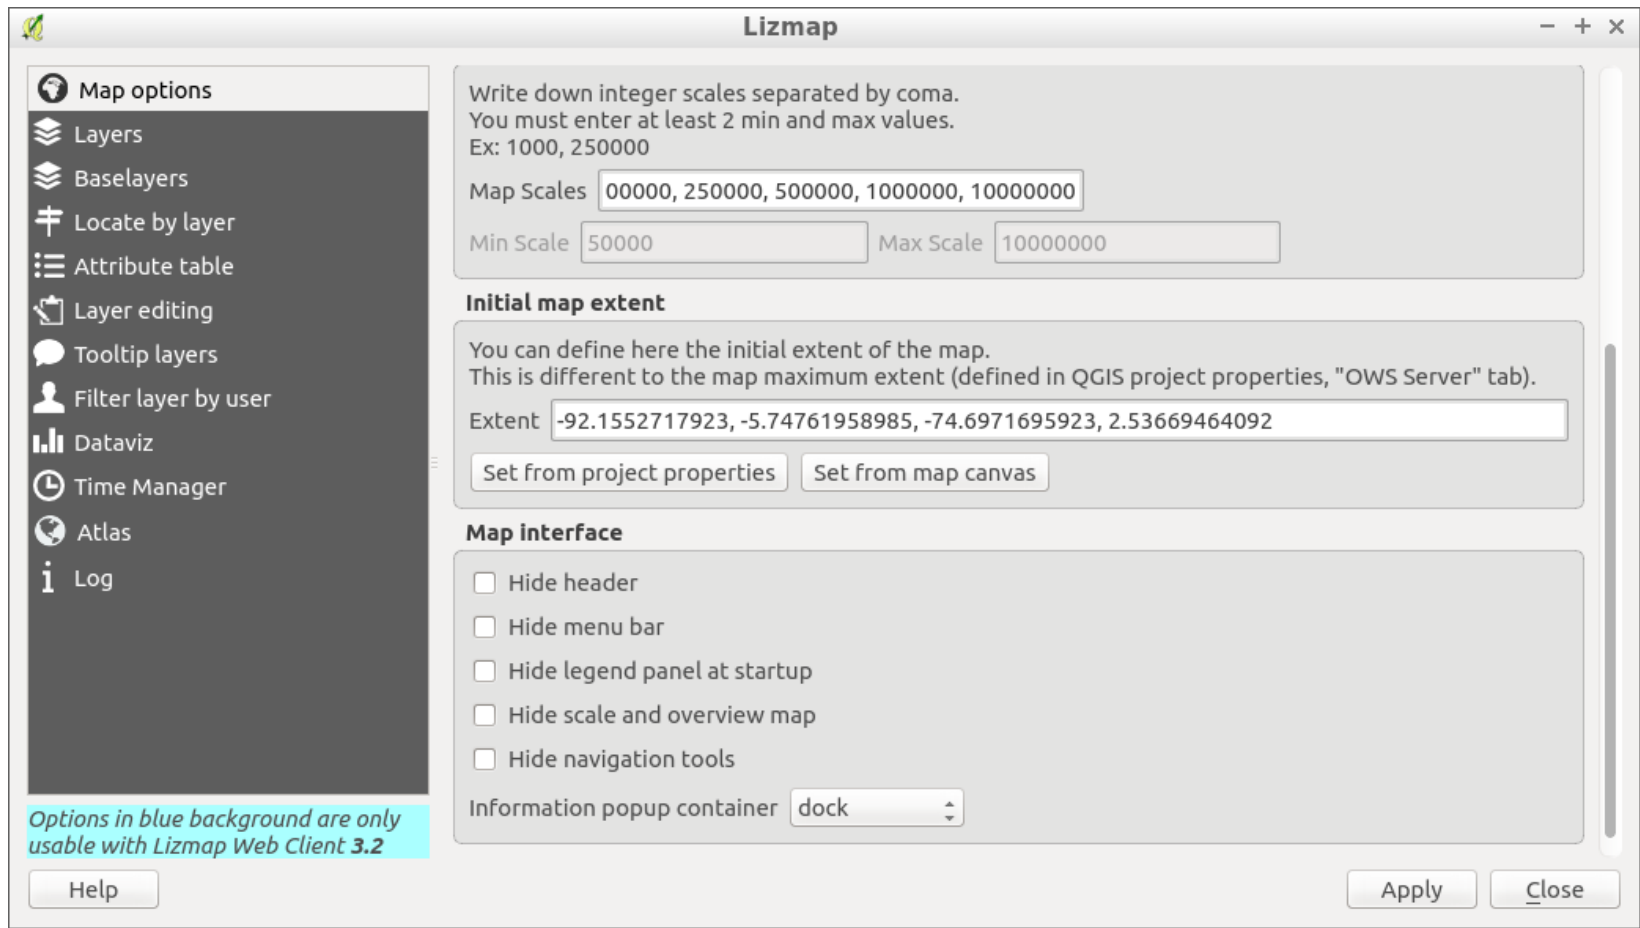 Lizmap
Map options
Layers
Baselayers
Locate by layer
Attribute table
Layer editing
Tooltip layers
Filter layer by user
Dataviz
Time Manager
Atlas
Log
Options in blue background are only
usable with Lizmap Web Client 3.2
Write down integer scales separated by coma.
You must enter at least 2 min and max values.
Ex: 1000, 250000
Map Scales 00000, 250000, 500000, 1000000, 10000000
Min Scale 50000 Max Scale 10000000
Initial map extent
You can define here the initial extent of the map.
This is different to the map maximum extent (defined in QGIS project properties, "OWS Server" tab).
Extent -92.1552717923, -5.74761958985, -74.6971695923, 2.53669464092
Set from project properties Set from map canvas
Map interface
Hide header
Hide menu bar
Hide legend panel at startup
Hide scale and overview map
Hide navigation tools
Information popup container dock
Help Apply Close